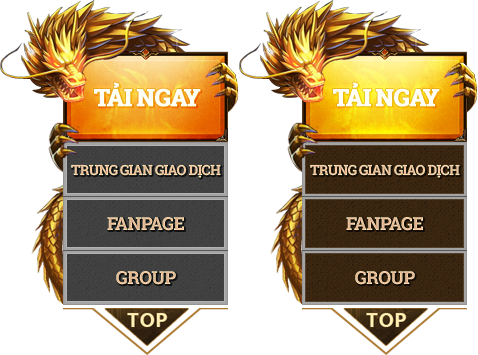 TẢI NGAY
TRUNG GIAN GIAO DỊCH
FANPAGE
GROUP
TOP
TẢI NGAY
TRUNG GIAN GIAO DỊCH
FANPAGE
GROUP
TOP